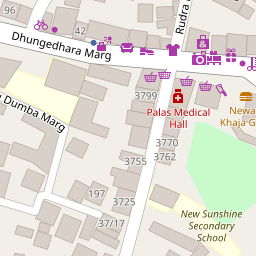 96
42
Dhungedhara Marg
Rudra
3799
Palas Medical
Hall
Newa
Khaja G
Dumba Marg
3770
3762
3755
197
3725
37/17
New Sunshine
Secondary
School